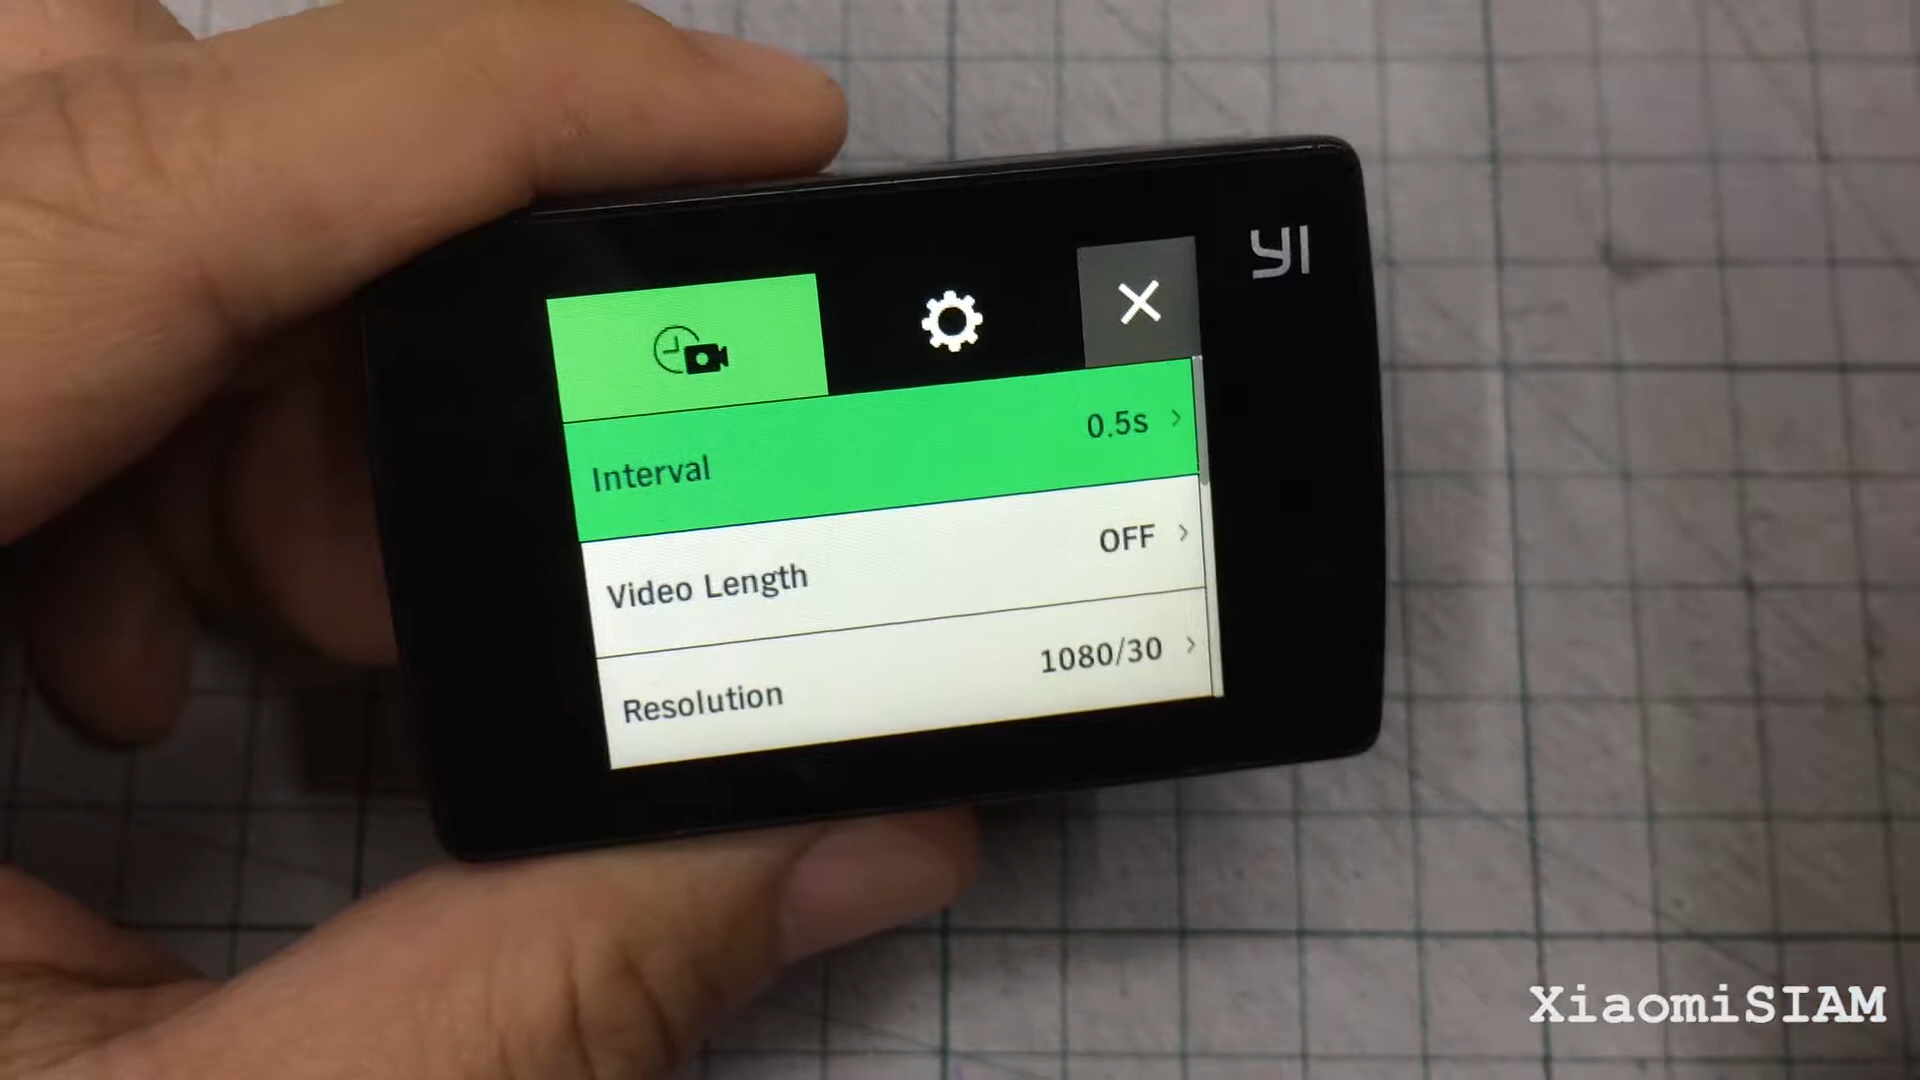 YI
Interval 0.5s
Video Length OFF
Resolution 1080/30
XiaomiSIAM